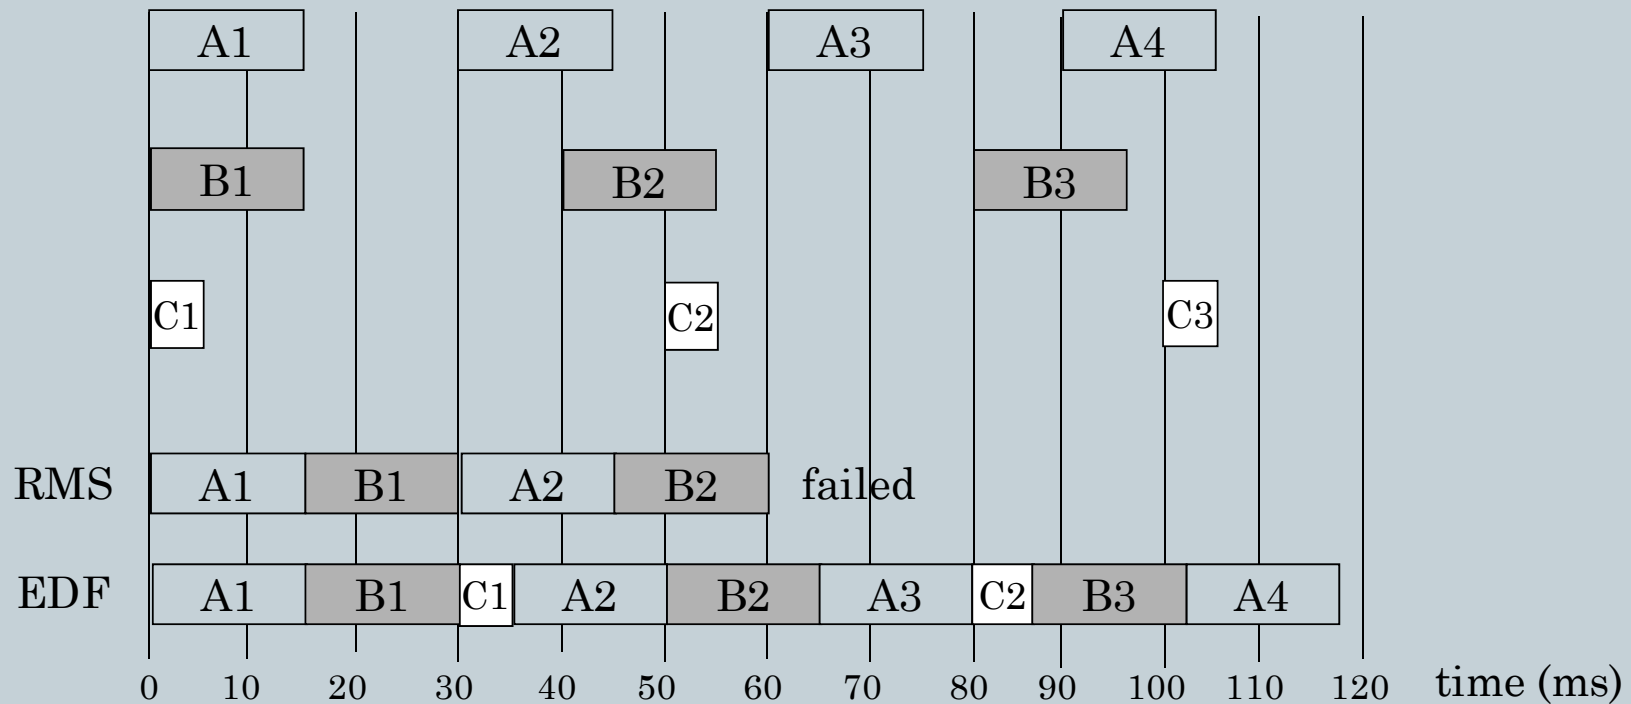 A1 A2 A3 A4
B1 B2 B3
C1 C2 C3
RMS A1 B1 A2 B2 failed
EDF A1 B1 C1 A2 B2 A3 C2 B3 A4
0 10 20 30 40 50 60 70 80 90 100 110 120 time (ms)